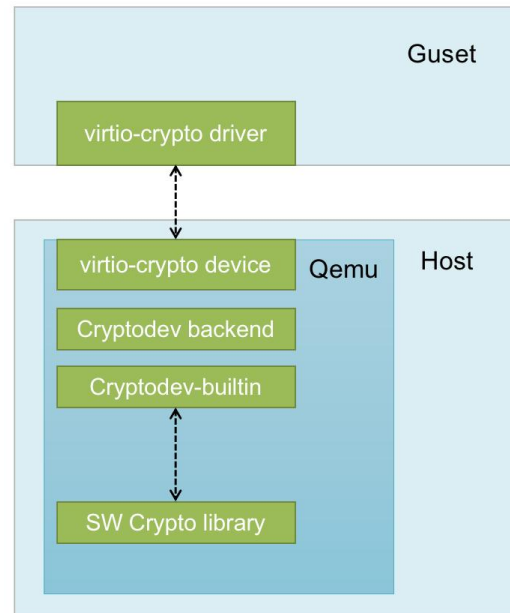 Guset
virtio-crypto driver
virtio-crypto device
Qemu
Host
Cryptodev backend
Cryptodev-builtin
SW Crypto library